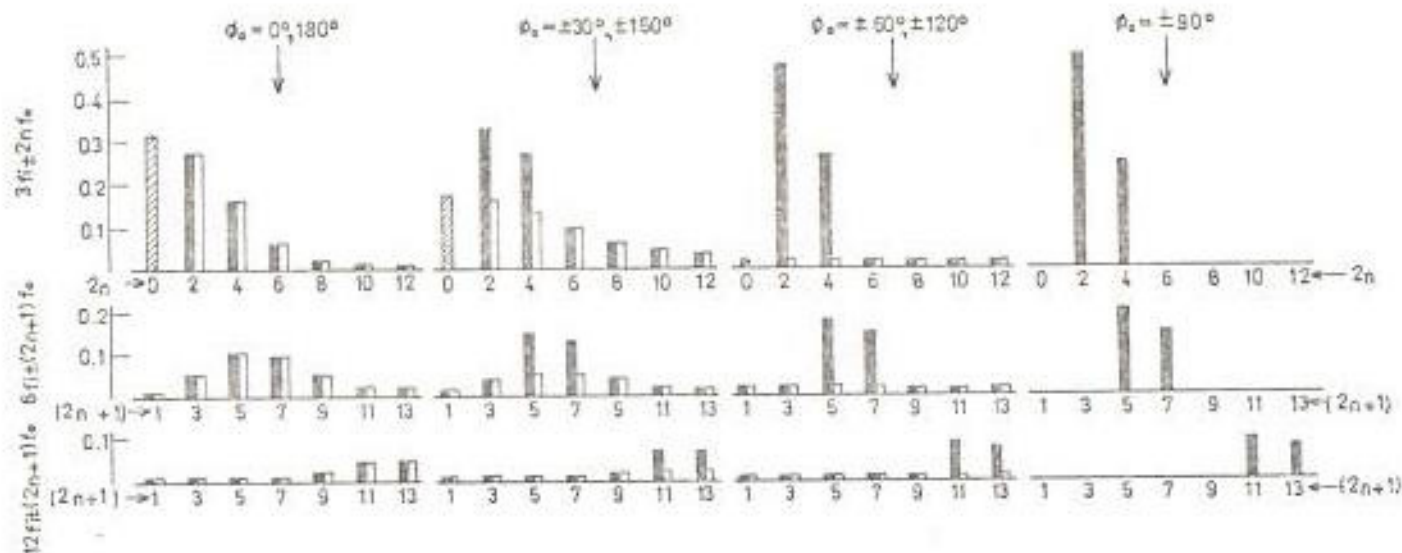 ϕₒ = 0°, 180°
ϕₒ = ±30°, ±150°
ϕₒ = ±60°, ±120°
ϕₒ = ±90°
3fi±2nfₒ
0.5
0.4
0.3
0.2
0.1
2n → 0 2 4 6 8 10 12
0 2 4 6 8 10 12
0 2 4 6 8 10 12
0 2 4 6 8 10 12 ← 2n
6fi±(2n+1)fₒ
0.2
0.1
(2n+1) → 1 3 5 7 9 11 13
1 3 5 7 9 11 13
1 3 5 7 9 11 13
1 3 5 7 9 11 13 ← (2n+1)
12fi±(2n+1)fₒ
0.1
(2n+1) → 1 3 5 7 9 11 13
1 3 5 7 9 11 13
1 3 5 7 9 11 13
1 3 5 7 9 11 13 ← (2n+1)